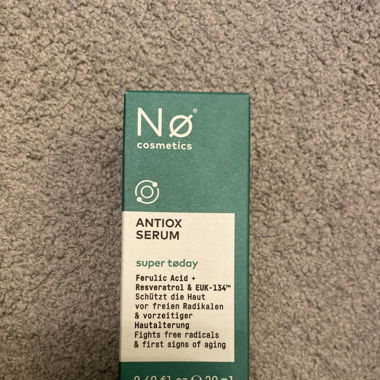 Nø®
cosmetics
ANTIOX
SERUM
super tøday
Ferulic Acid +
Resveratrol & EUK-134™
Schützt die Haut
vor freien Radikalen
& vorzeitiger
Hautalterung
Fights free radicals
& first signs of aging